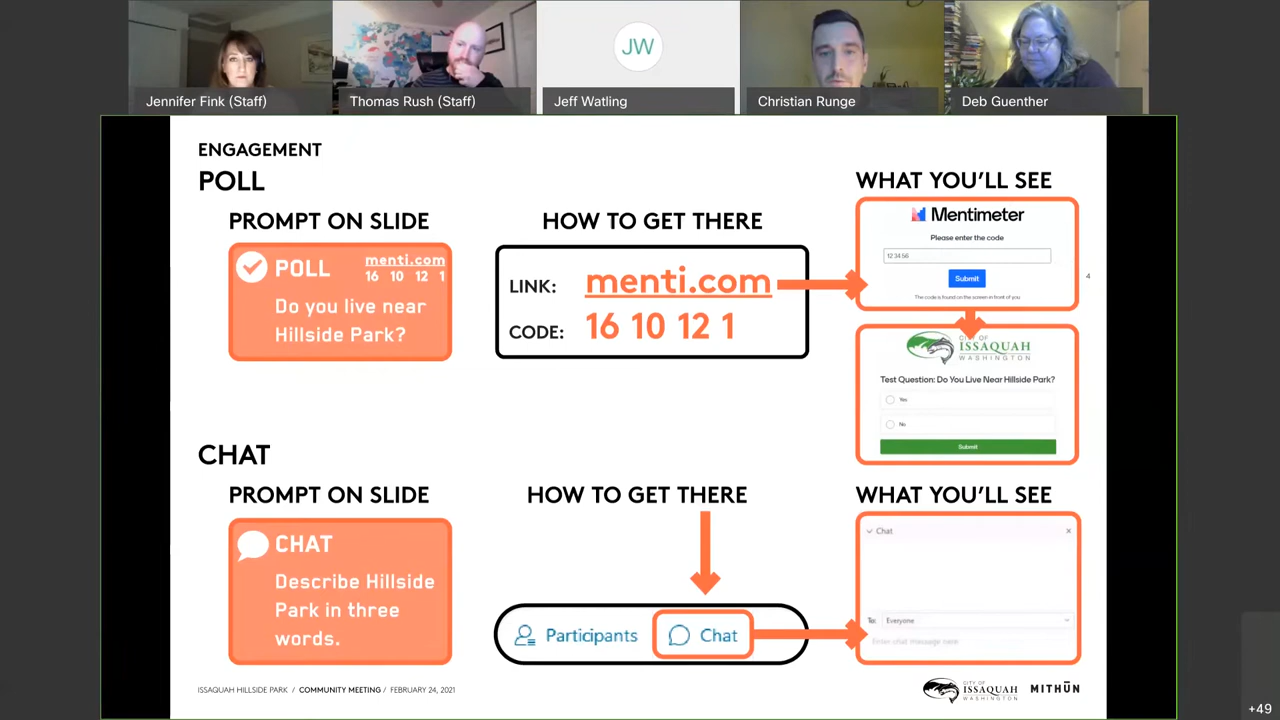 JW
Jennifer Fink (Staff)
Thomas Rush (Staff)
Jeff Watling
Christian Runge
Deb Guenther
ENGAGEMENT
POLL
PROMPT ON SLIDE
POLL
menti.com
16 10 12 1
Do you live near
Hillside Park?
HOW TO GET THERE
LINK: menti.com
CODE: 16 10 12 1
WHAT YOU'LL SEE
Mentimeter
Please enter the code
12 34 56
Submit
The code is found on the screen in front of you
4
CITY OF
ISSAQUAH
WASHINGTON
Test Question: Do You Live Near Hillside Park?
Yes
No
Submit
CHAT
PROMPT ON SLIDE
CHAT
Describe Hillside
Park in three
words.
HOW TO GET THERE
Participants
Chat
WHAT YOU'LL SEE
Chat
To: Everyone
Enter chat message here
ISSAQUAH HILLSIDE PARK / COMMUNITY MEETING / FEBRUARY 24, 2021
CITY OF
ISSAQUAH
WASHINGTON
MITHŪN
+49